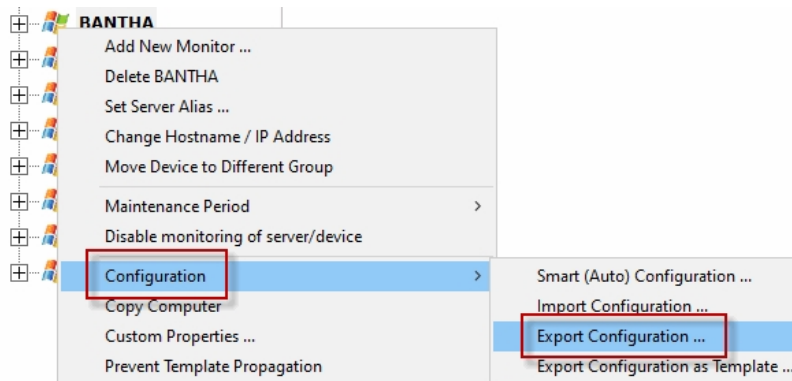 BANTHA
Add New Monitor ...
Delete BANTHA
Set Server Alias ...
Change Hostname / IP Address
Move Device to Different Group
Maintenance Period
Disable monitoring of server/device
Configuration
Smart (Auto) Configuration ...
Copy Computer
Import Configuration ...
Custom Properties ...
Export Configuration ...
Prevent Template Propagation
Export Configuration as Template ...